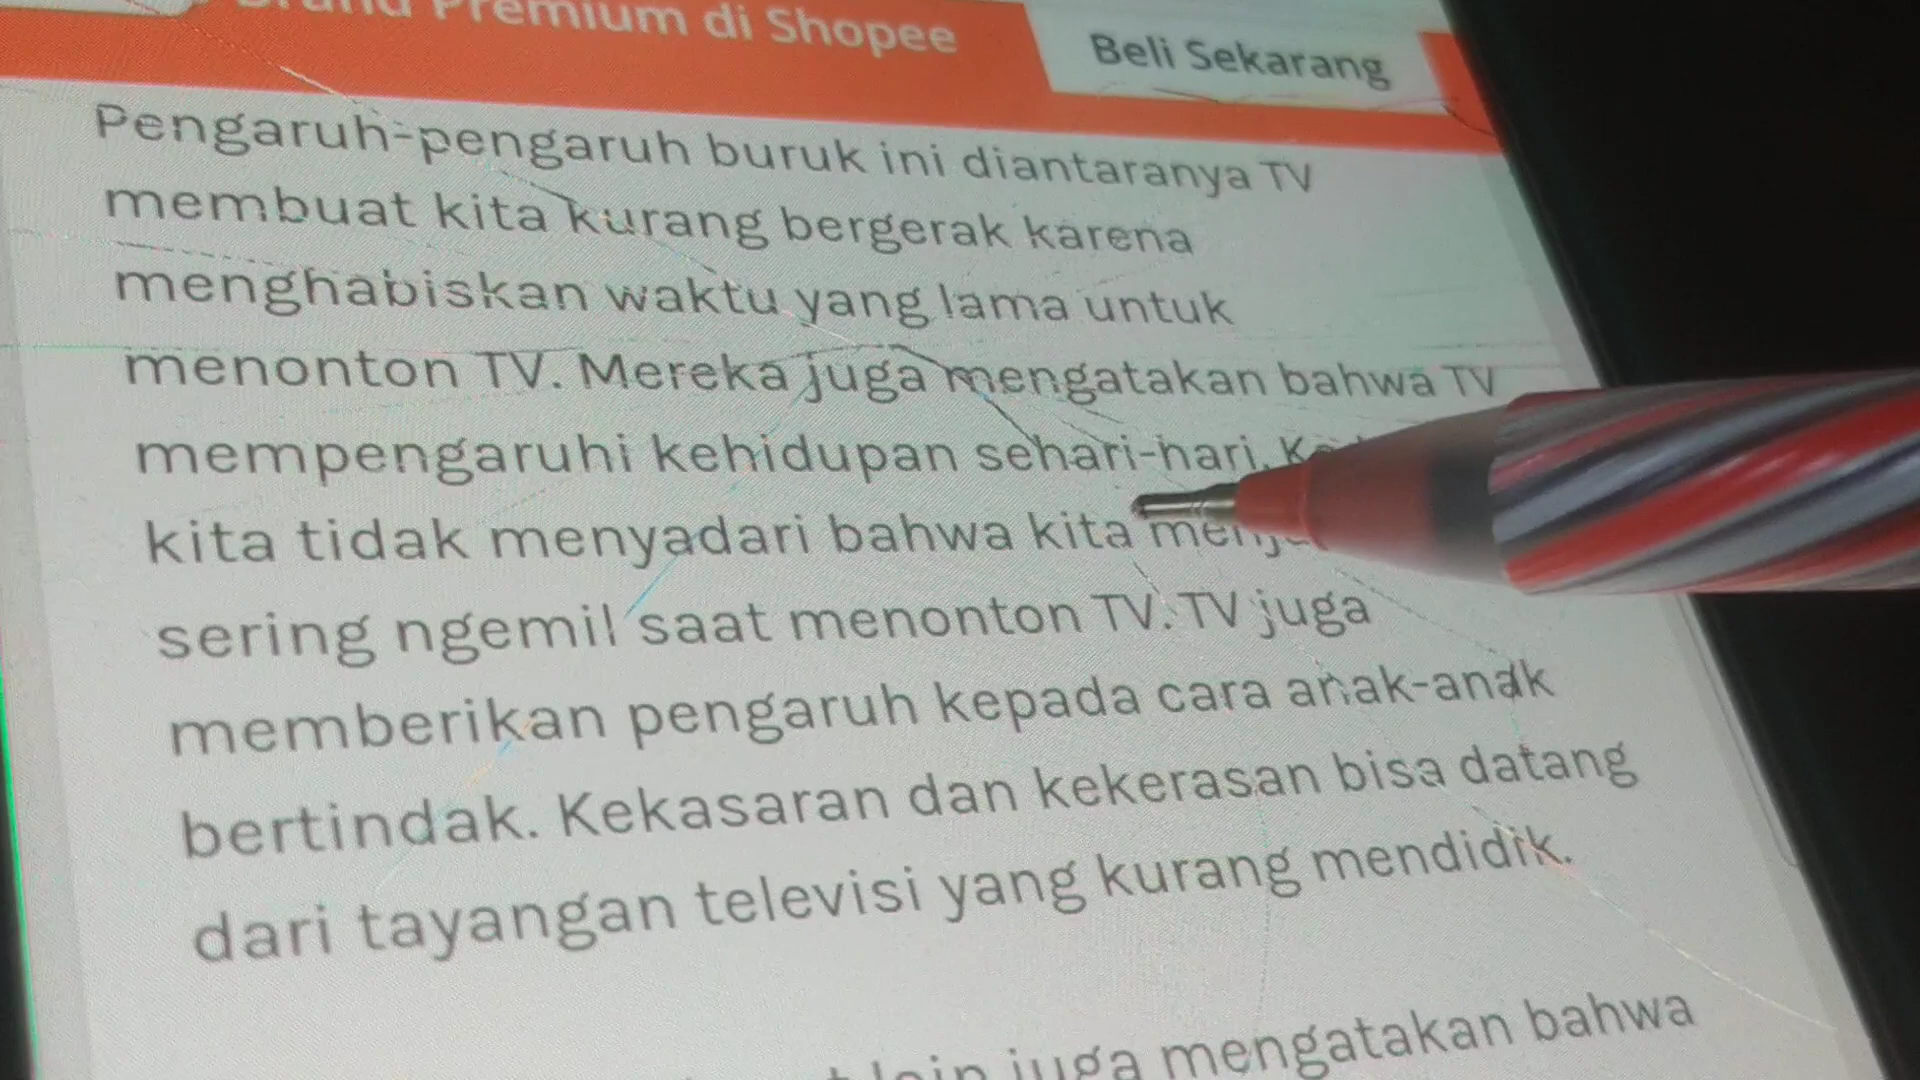 Premium di Shopee
Beli Sekarang
Pengaruh-pengaruh buruk ini diantaranya TV
membuat kita kurang bergerak karena
menghabiskan waktu yang lama untuk
menonton TV. Mereka juga mengatakan bahwa TV
mempengaruhi kehidupan sehari-hari.
kita tidak menyadari bahwa kita
sering ngemil saat menonton TV. TV juga
memberikan pengaruh kepada cara anak-anak
bertindak. Kekasaran dan kekerasan bisa datang
dari tayangan televisi yang kurang mendidik.
juga mengatakan bahwa